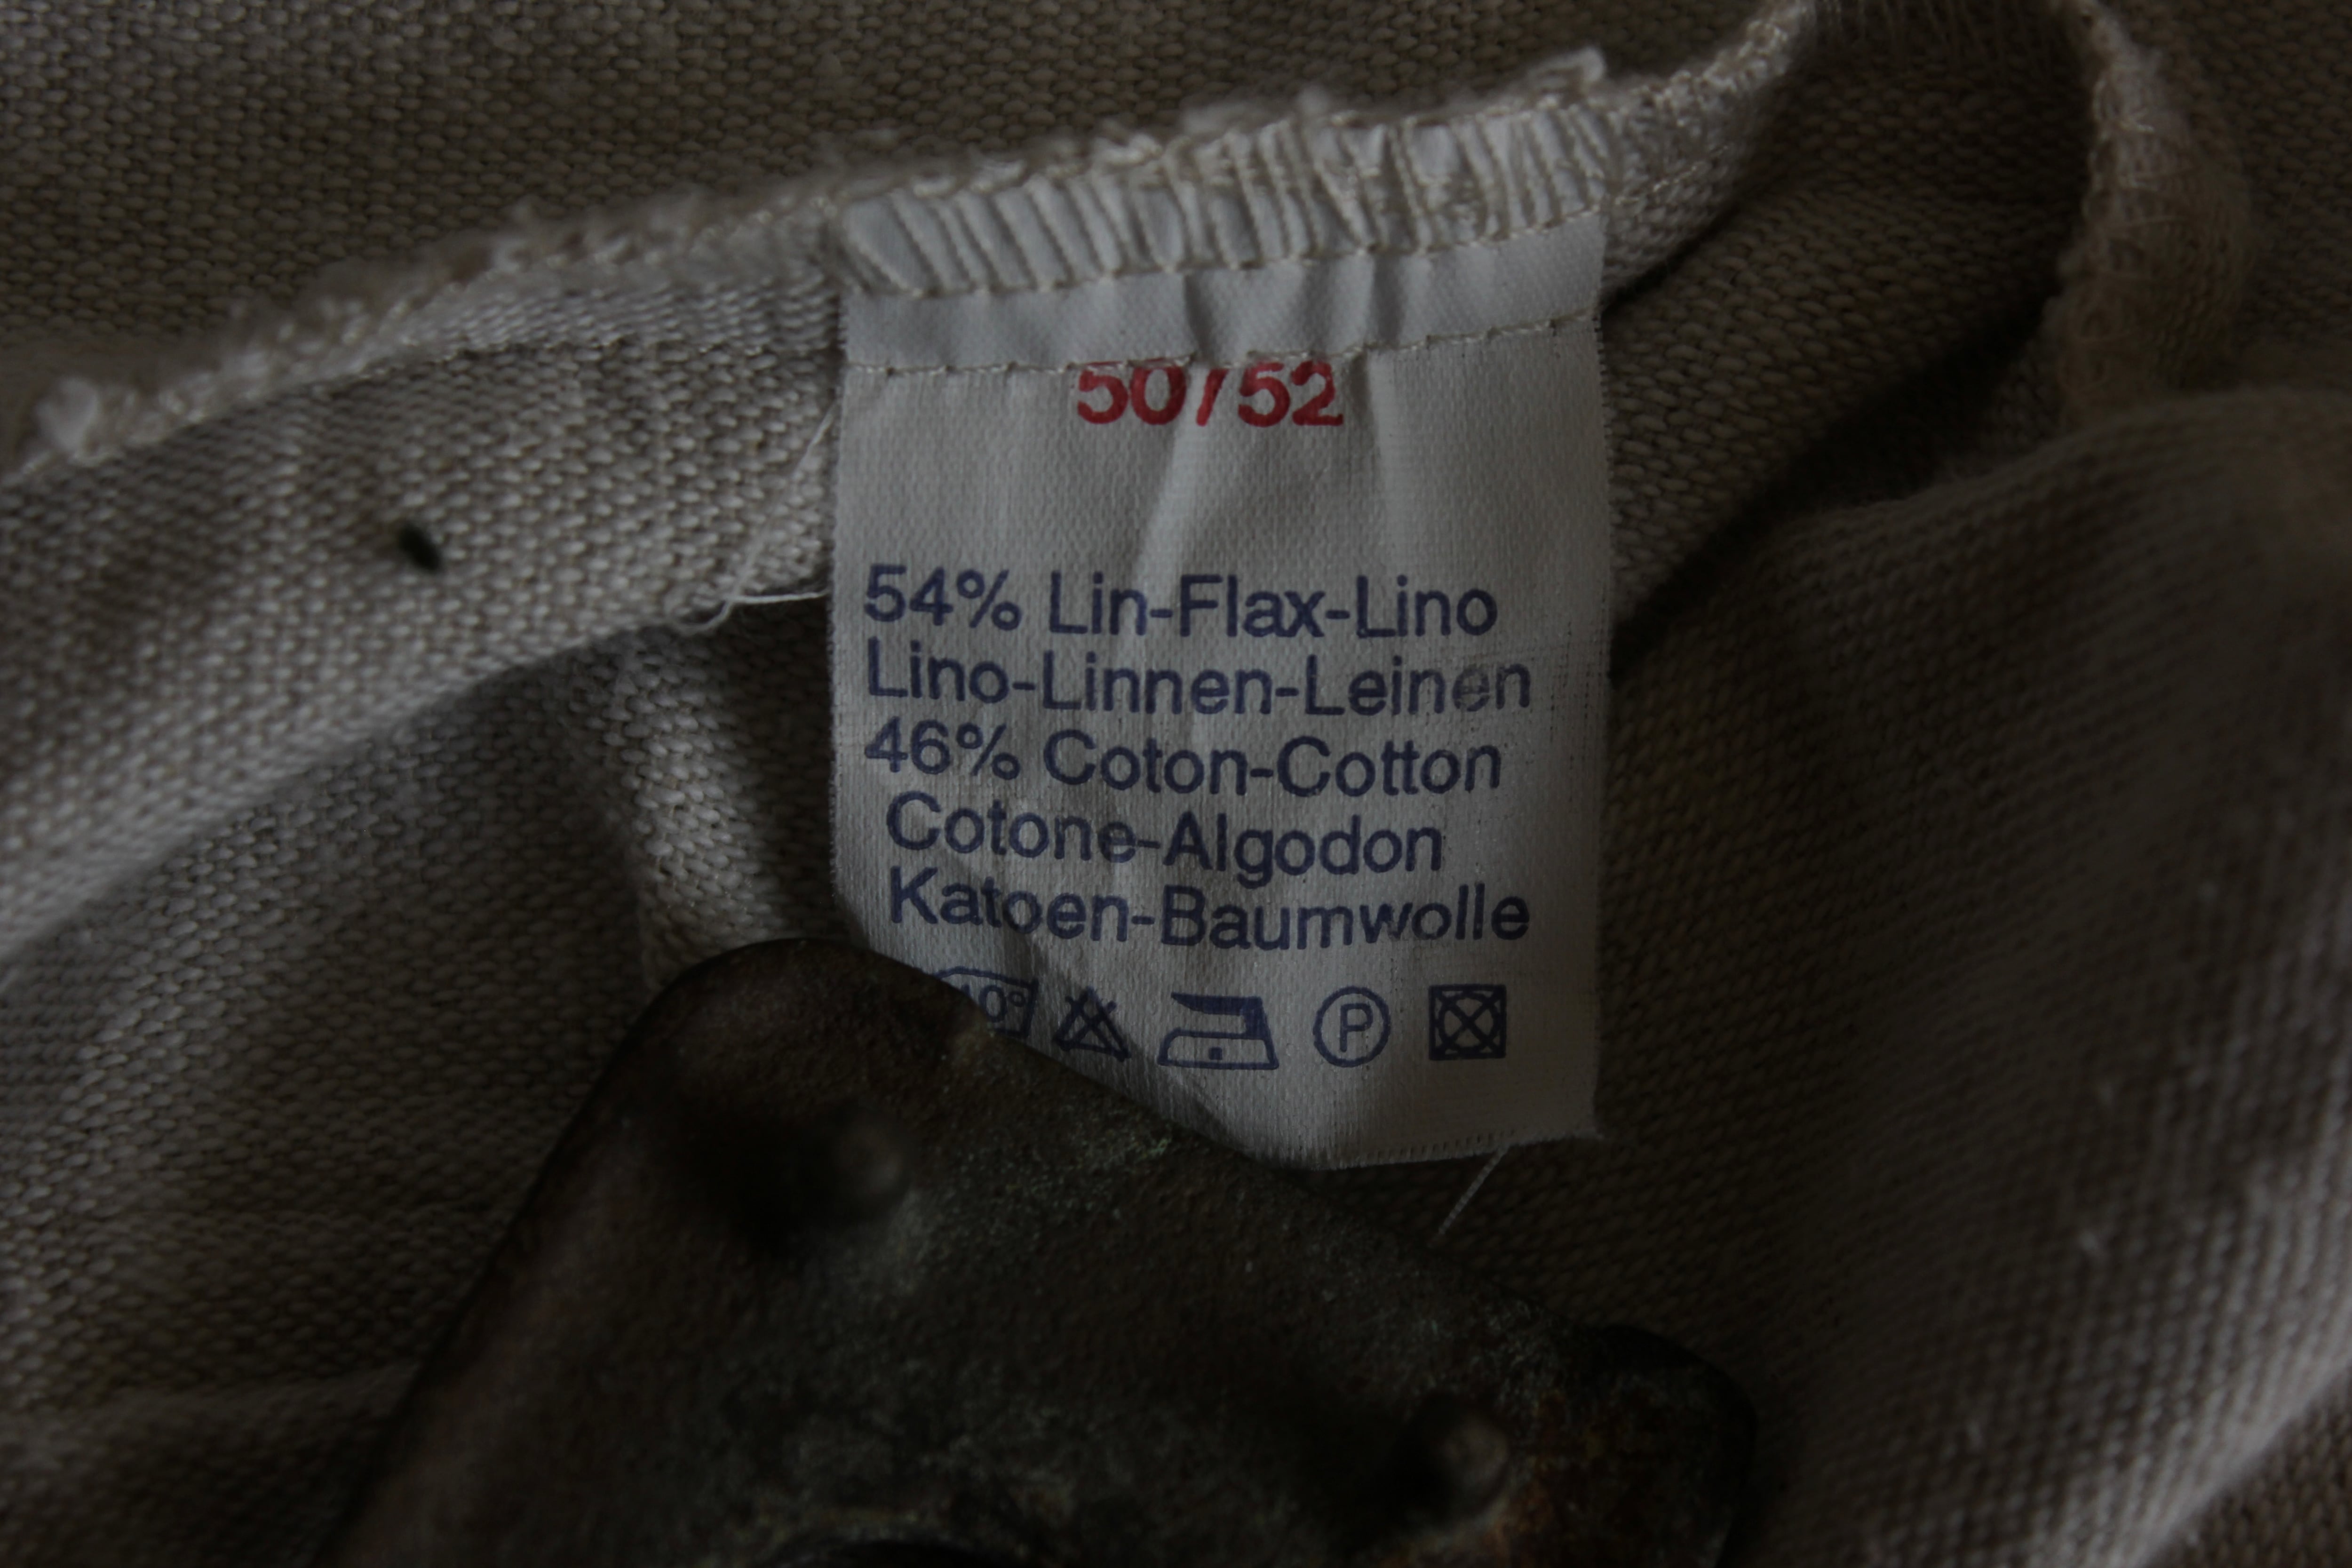 50/52
54% Lin-Flax-Lino
Lino-Linnen-Leinen
46% Coton-Cotton
Cotone-Algodon
Katoen-Baumwolle
P